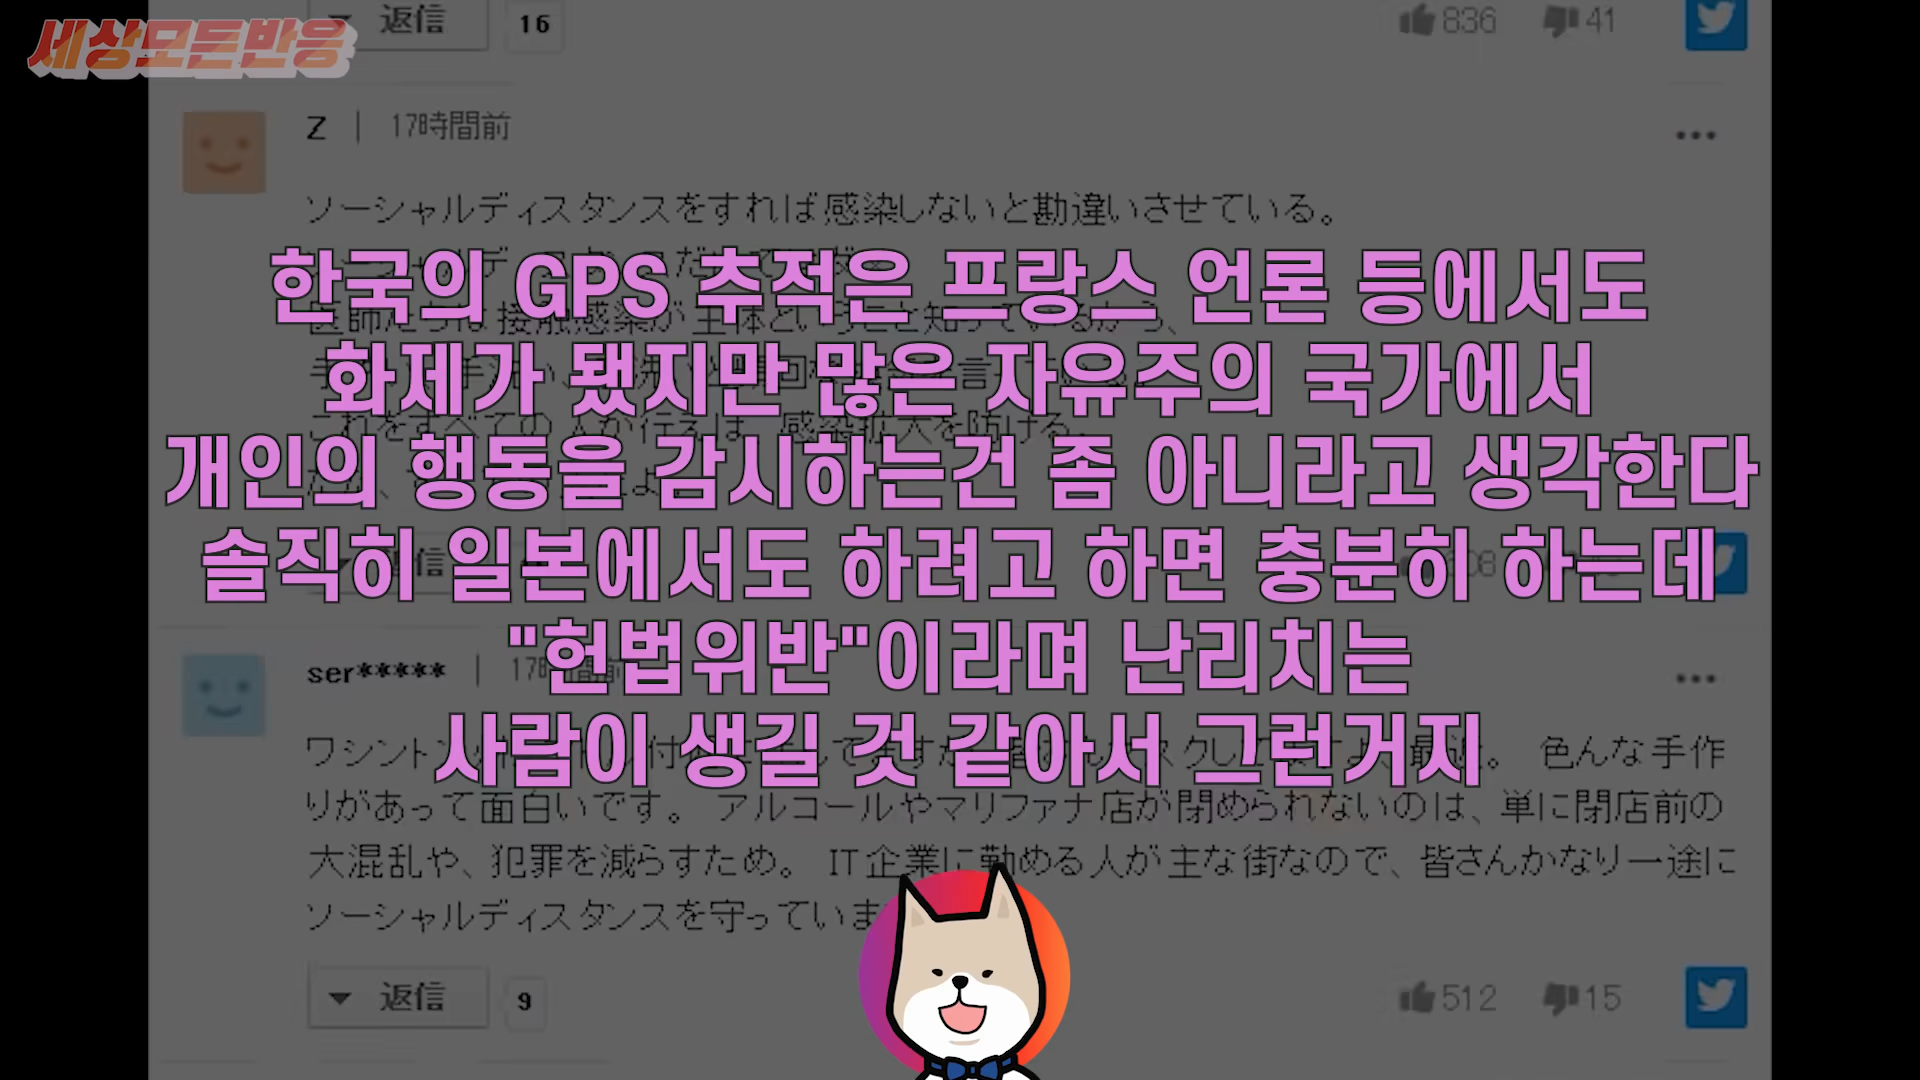 세상모든반응
返信 16 836 41
Z | 17時間前
ソーシャルディスタンスをすれば感染しないと勘違いさせている。
한국의 GPS 추적은 프랑스 언론 등에서도
화제가 됐지만 많은 자유주의 국가에서
개인의 행동을 감시하는건 좀 아니라고 생각한다
솔직히 일본에서도 하려고 하면 충분히 하는데
"헌법위반"이라며 난리치는
사람이 생길 것 같아서 그런거지
ser***** | 17時間前
色んな手作
りがあって面白いです。 アルコールやマリファナ店が閉められないのは、単に閉店前の
大混乱や、犯罪を減らすため。 IT企業に勤める人が主な街なので、皆さんかなり一途に
ソーシャルディスタンスを守っていま
返信 9 512 15